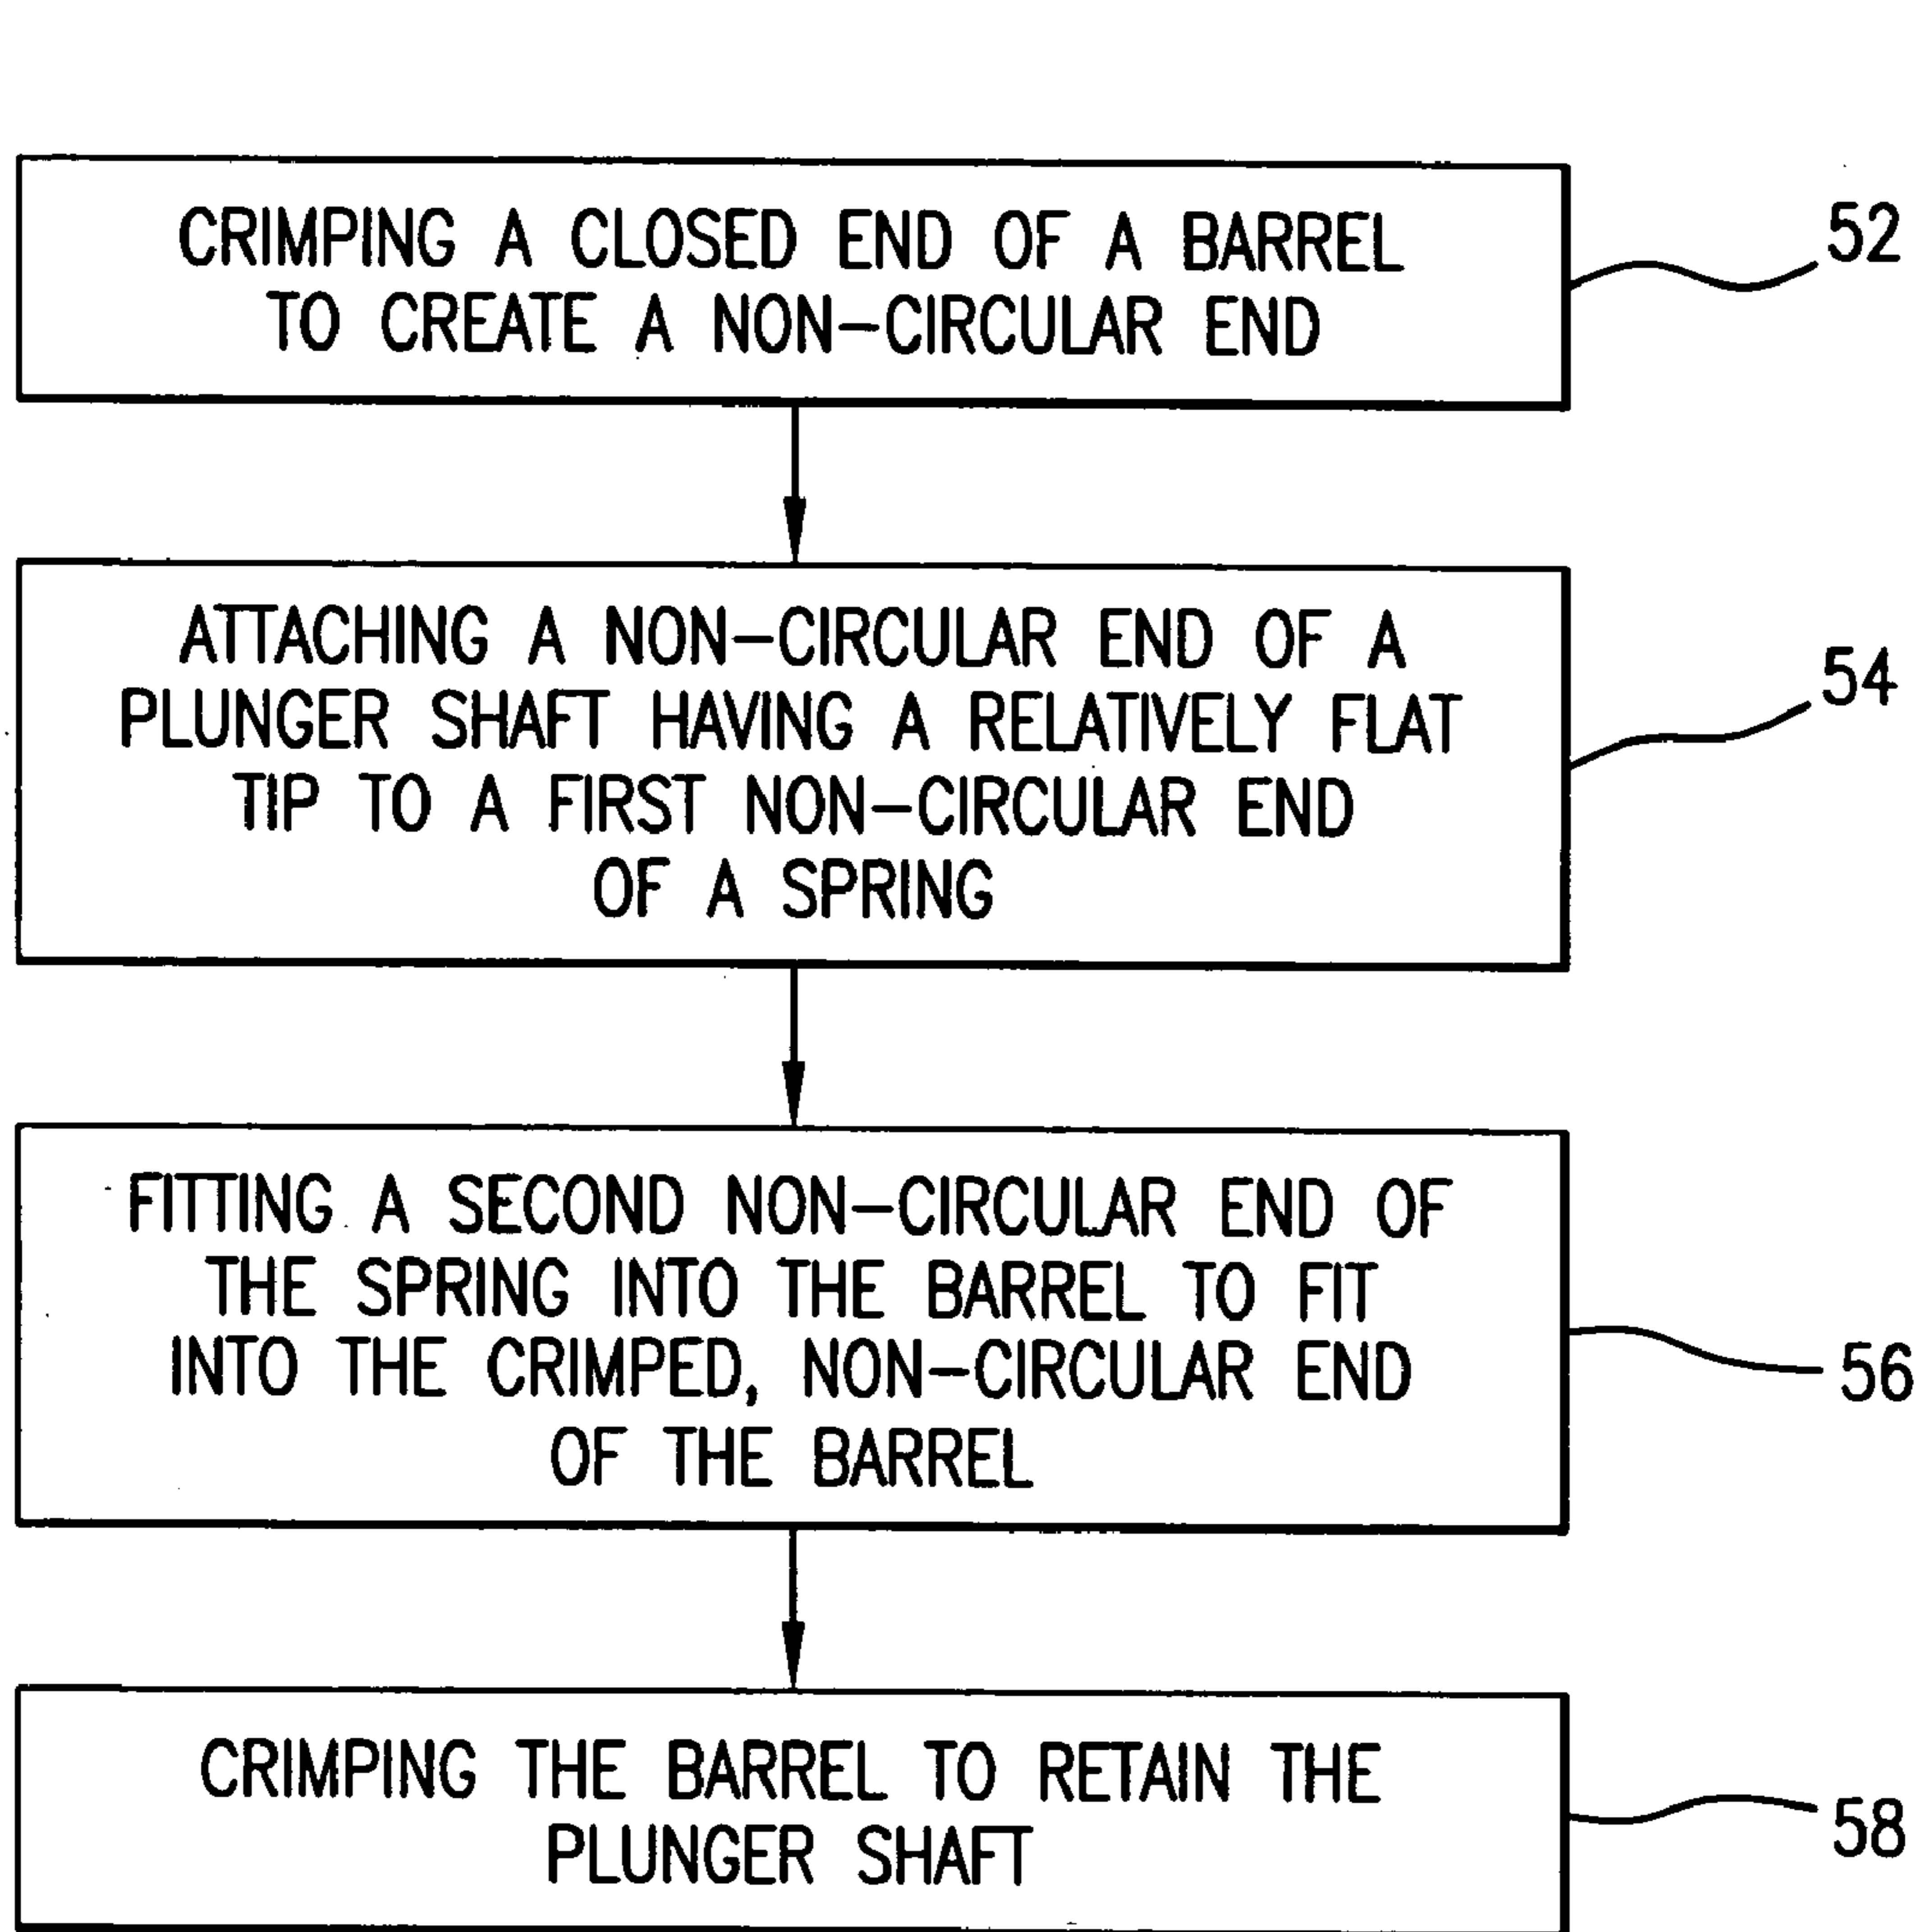 CRIMPING A CLOSED END OF A BARREL
TO CREATE A NON-CIRCULAR END
52
ATTACHING A NON-CIRCULAR END OF A
PLUNGER SHAFT HAVING A RELATIVELY FLAT
TIP TO A FIRST NON-CIRCULAR END
OF A SPRING
54
FITTING A SECOND NON-CIRCULAR END OF
THE SPRING INTO THE BARREL TO FIT
INTO THE CRIMPED, NON-CIRCULAR END
OF THE BARREL
56
CRIMPING THE BARREL TO RETAIN THE
PLUNGER SHAFT
58